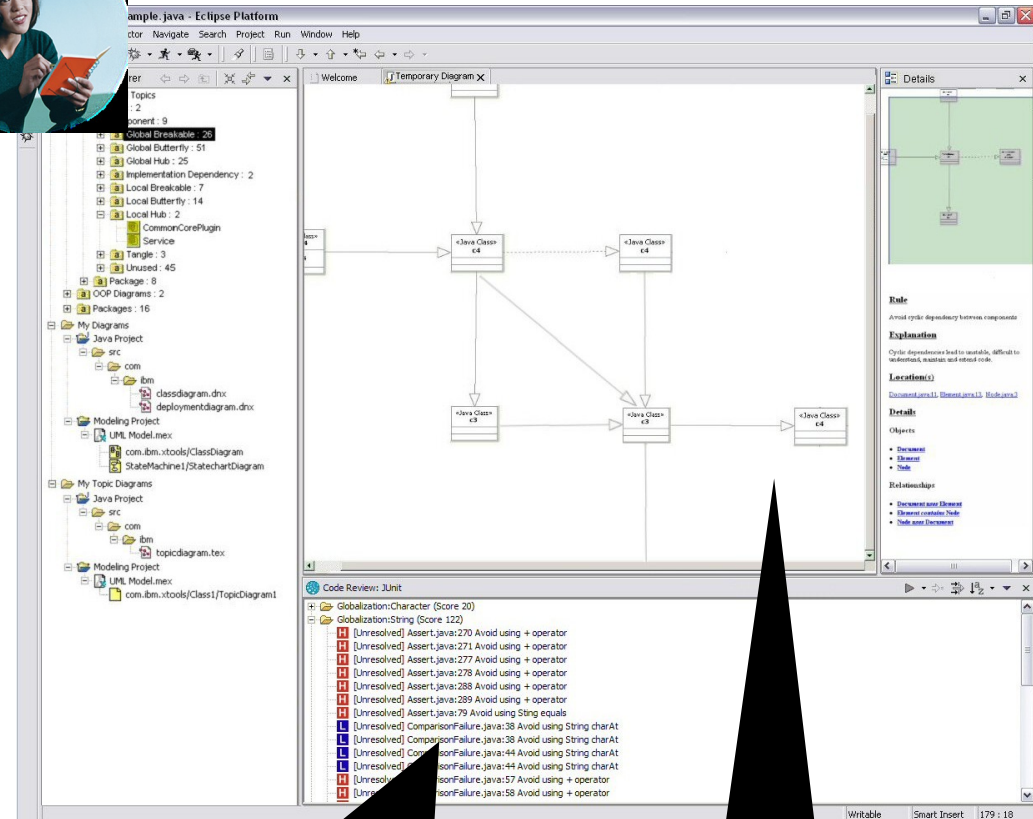 ample.java - Eclipse Platform
ctor Navigate Search Project Run Window Help
rer
Topics
: 2
ponent : 9
Global Breakable : 26
Global Butterfly : 51
Global Hub : 25
Implementation Dependency : 2
Local Breakable : 7
Local Butterfly : 14
Local Hub : 2
CommonCorePlugin
Service
Tangle : 3
Unused : 45
Package : 8
OOP Diagrams : 2
Packages : 16
My Diagrams
Java Project
src
com
ibm
classdiagram.dnx
deploymentdiagram.dnx
Modeling Project
UML Model.mex
com.ibm.xtools/ClassDiagram
StateMachine1/StatechartDiagram
My Topic Diagrams
Java Project
src
com
ibm
topicdiagram.tex
Modeling Project
UML Model.mex
com.ibm.xtools/Class1/TopicDiagram1
Welcome
Temporary Diagram
«Java Class»
c4
«Java Class»
c4
«Java Class»
c3
«Java Class»
c3
«Java Class»
c4
Details
Rule
Avoid cyclic dependency between components
Explanation
Cyclic dependencies lead to unstable, difficult to
understand, maintain and extend code.
Location(s)
Document.java:11, Element.java:13, Node.java:3
Details
Objects
Document
Element
Node
Relationships
Document uses Element
Element contains Node
Node uses Document
Code Review: JUnit
Globalization:Character (Score 20)
Globalization:String (Score 122)
H [Unresolved] Assert.java:270 Avoid using + operator
H [Unresolved] Assert.java:271 Avoid using + operator
H [Unresolved] Assert.java:277 Avoid using + operator
H [Unresolved] Assert.java:278 Avoid using + operator
H [Unresolved] Assert.java:288 Avoid using + operator
H [Unresolved] Assert.java:289 Avoid using + operator
H [Unresolved] Assert.java:79 Avoid using Sting equals
L [Unresolved] ComparisonFailure.java:38 Avoid using String charAt
L [Unresolved] ComparisonFailure.java:38 Avoid using String charAt
L [Unresolved] Com risonFailure.java:44 Avoid using String charAt
L [Unresolved] C risonFailure.java:44 Avoid using String charAt
H [Unresolv risonFailure.java:57 Avoid using + operator
H [Unre isonFailure.java:58 Avoid using + operator
Writable Smart Insert 179 : 18